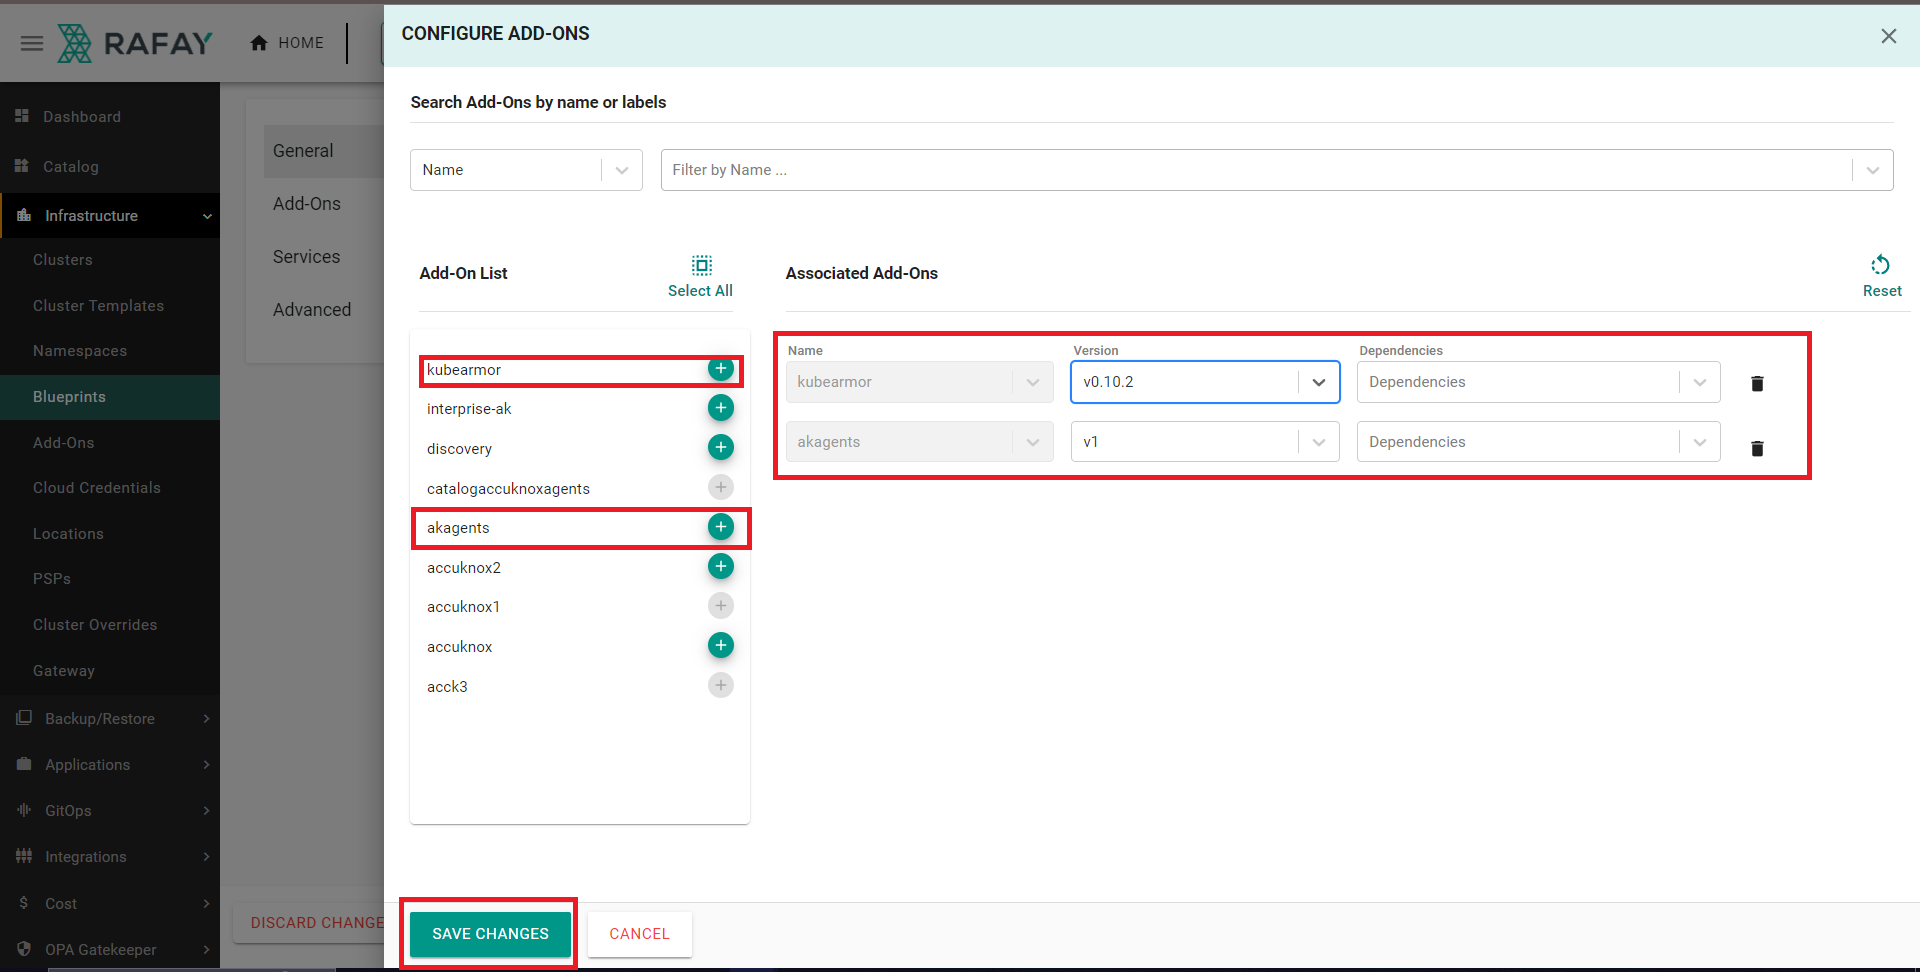 RAFAY
HOME
CONFIGURE ADD-ONS
Dashboard
Catalog
Infrastructure
Clusters
Cluster Templates
Namespaces
Blueprints
Add-Ons
Cloud Credentials
Locations
PSPs
Cluster Overrides
Gateway
Backup/Restore
Applications
GitOps
Integrations
Cost
OPA Gatekeeper
General
Add-Ons
Services
Advanced
DISCARD CHANGE
Search Add-Ons by name or labels
Name
Filter by Name ...
Add-On List
Select All
kubearmor
interprise-ak
discovery
catalogaccuknoxagents
akagents
accuknox2
accuknox1
accuknox
acck3
Associated Add-Ons
Reset
Name Version Dependencies
kubearmor v0.10.2 Dependencies
akagents v1 Dependencies
SAVE CHANGES
CANCEL